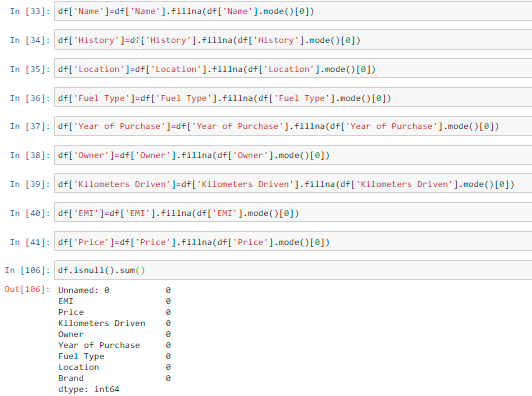 In [33]: df['Name']=df['Name'].fillna(df['Name'].mode()[0])
In [34]: df['History']=df['History'].fillna(df['History'].mode()[0])
In [35]: df['Location']=df['Location'].fillna(df['Location'].mode()[0])
In [36]: df['Fuel Type']=df['Fuel Type'].fillna(df['Fuel Type'].mode()[0])
In [37]: df['Year of Purchase']=df['Year of Purchase'].fillna(df['Year of Purchase'].mode()[0])
In [38]: df['Owner']=df['Owner'].fillna(df['Owner'].mode()[0])
In [39]: df['Kilometers Driven']=df['Kilometers Driven'].fillna(df['Kilometers Driven'].mode()[0])
In [40]: df['EMI']=df['EMI'].fillna(df['EMI'].mode()[0])
In [41]: df['Price']=df['Price'].fillna(df['Price'].mode()[0])
In [106]: df.isnull().sum()
Out[106]: Unnamed: 0 0
EMI 0
Price 0
Kilometers Driven 0
Owner 0
Year of Purchase 0
Fuel Type 0
Location 0
Brand 0
dtype: int64